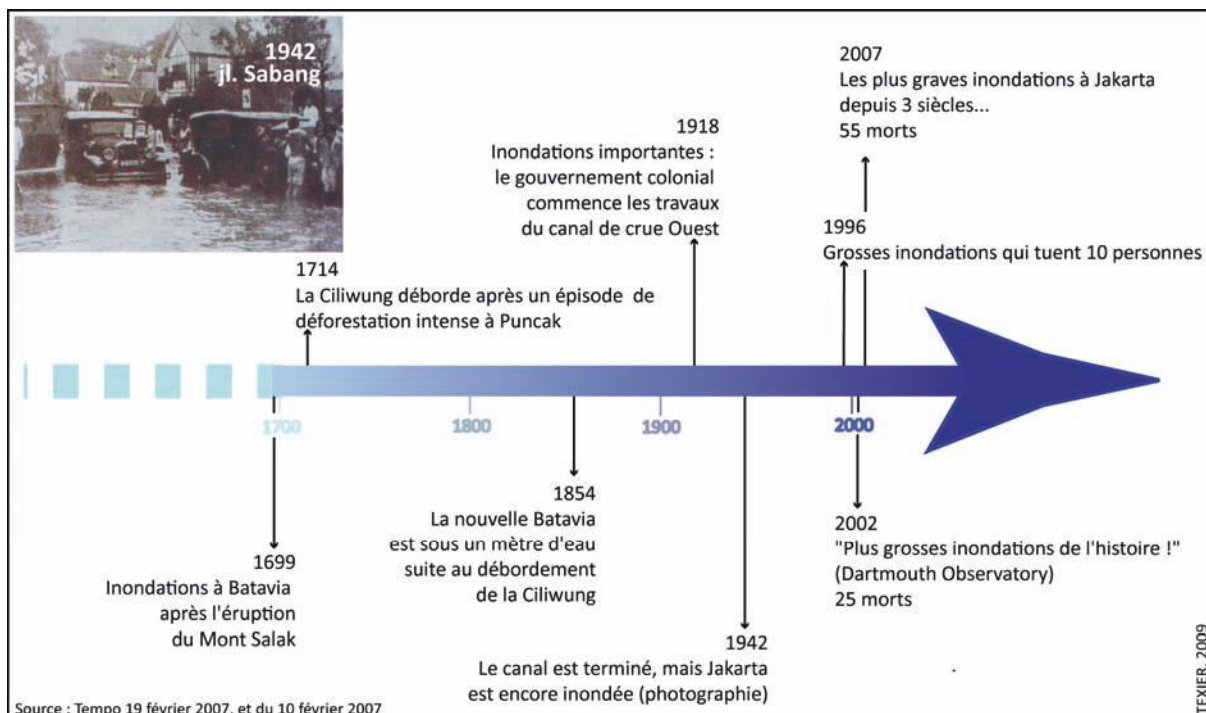 1942
jl. Sabang
2007
Les plus graves inondations à Jakarta
depuis 3 siècles...
55 morts
1918
Inondations importantes :
le gouvernement colonial
commence les travaux
du canal de crue Ouest
1996
Grosses inondations qui tuent 10 personnes
1714
La Ciliwung déborde après un épisode de
déforestation intense à Puncak
1700
1800
1900
2000
1699
Inondations à Batavia
après l'éruption
du Mont Salak
1854
La nouvelle Batavia
est sous un mètre d'eau
suite au débordement
de la Ciliwung
1942
Le canal est terminé, mais Jakarta
est encore inondée (photographie)
2002
"Plus grosses inondations de l'histoire !"
(Dartmouth Observatory)
25 morts
Source : Tempo 19 février 2007, et du 10 février 2007
TEXIER, 2009